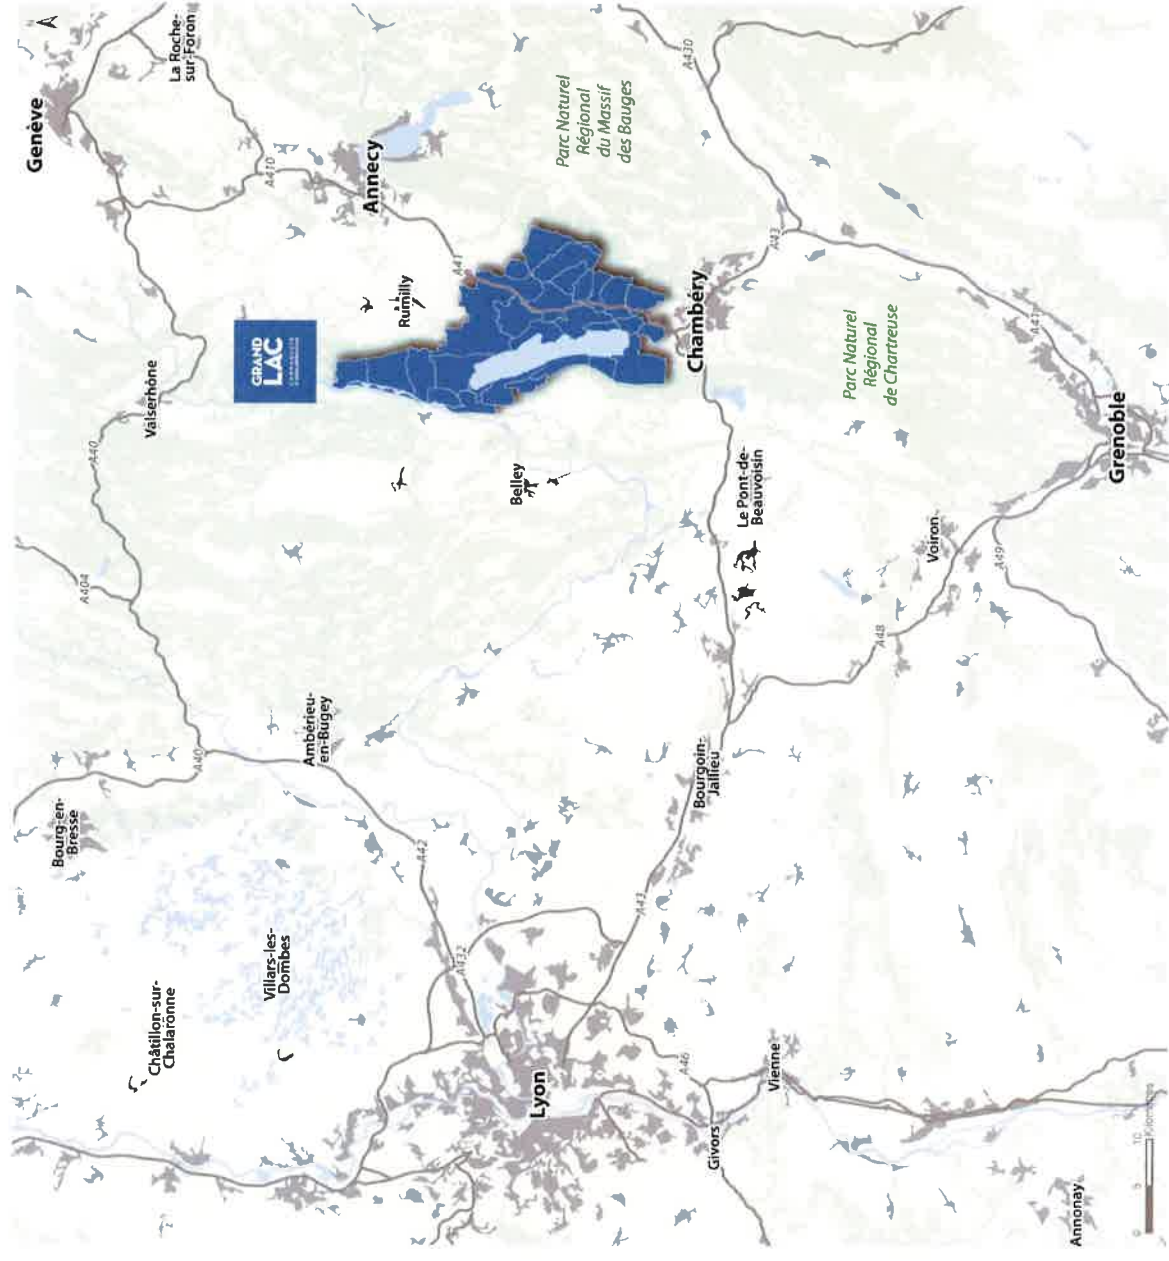 Genève
Bourg-en-
Bresse
A404
A40
Valserhône
Châtillon-sur-
Chalaronne
La Roche-
sur-Foron
A40
GRAND
LAC
A410
Villars-les-
Dombes
Ambérieu-
en-Bugey
Annecy
Rumilly
A42
A41
A432
Belley
Lyon
Parc Naturel
Régional
du Massif
des Bauges
A43
A46
A430
Chambéry
Bourgoin-
Jallieu
Givors
Le Pont-de-
Beauvoisin
Vienne
A43
Parc Naturel
Régional
de Chartreuse
A48
Voiron
A49
A41
Annonay
Grenoble
0 5 10
Kilomètres